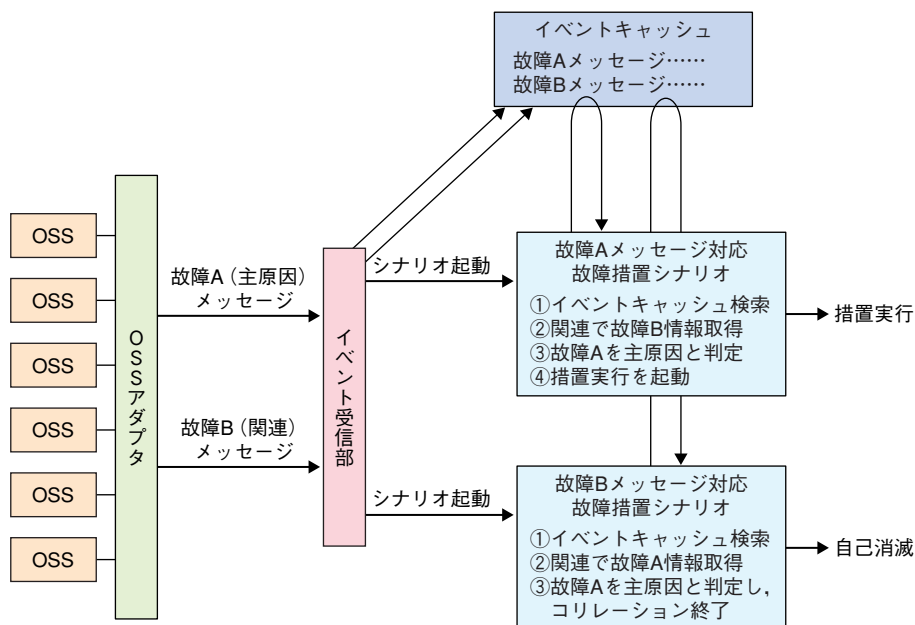 イベントキャッシュ
故障Aメッセージ……
故障Bメッセージ……
OSS
OSS
OSS
OSS
OSS
OSS
OSSアダプタ
故障A（主原因）
メッセージ
故障B（関連）
メッセージ
イベント受信部
シナリオ起動
シナリオ起動
故障Aメッセージ対応
故障措置シナリオ
①イベントキャッシュ検索
②関連で故障B情報取得
③故障Aを主原因と判定
④措置実行を起動
措置実行
故障Bメッセージ対応
故障措置シナリオ
①イベントキャッシュ検索
②関連で故障A情報取得
③故障Aを主原因と判定し，
コリレーション終了
自己消滅